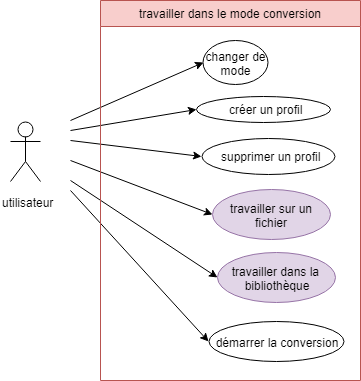 travailler dans le mode conversion
changer de
mode
créer un profil
supprimer un profil
utilisateur
travailler sur un
fichier
travailler dans la
bibliothèque
démarrer la conversion